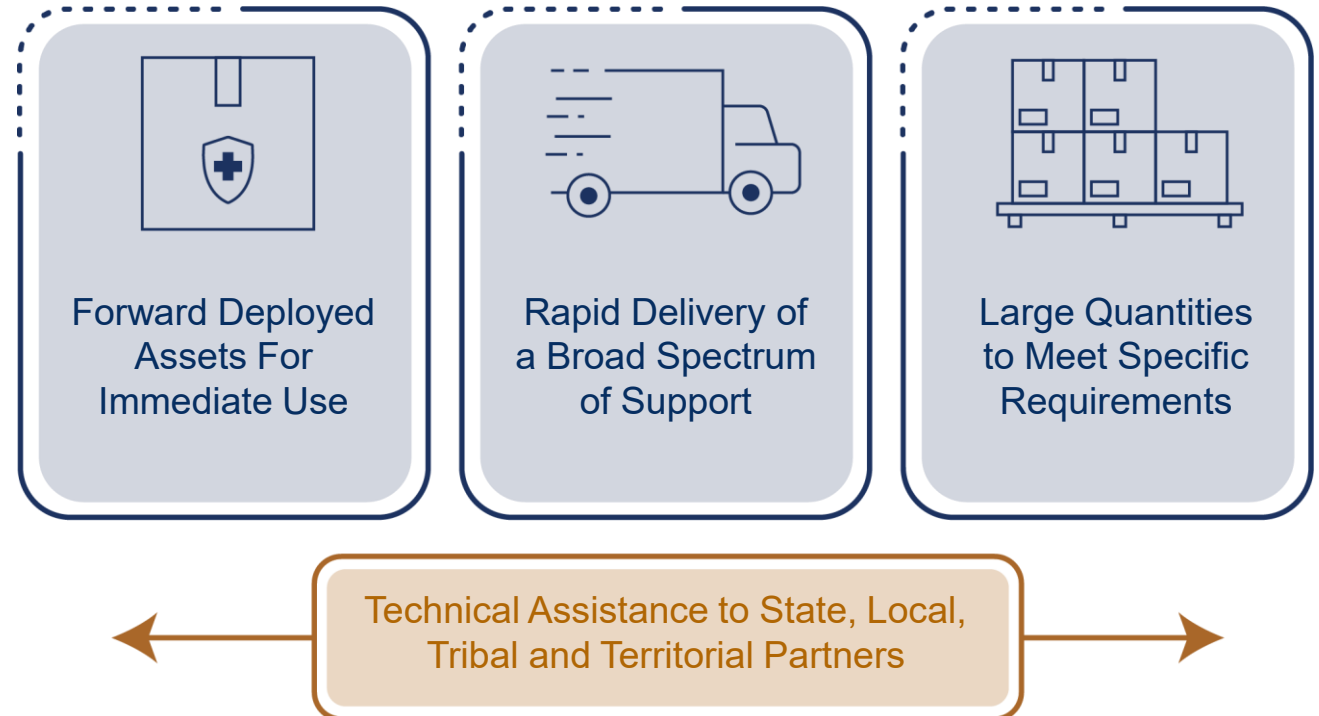 Forward Deployed
Assets For
Immediate Use
Rapid Delivery of
a Broad Spectrum
of Support
Large Quantities
to Meet Specific
Requirements
Technical Assistance to State, Local,
Tribal and Territorial Partners